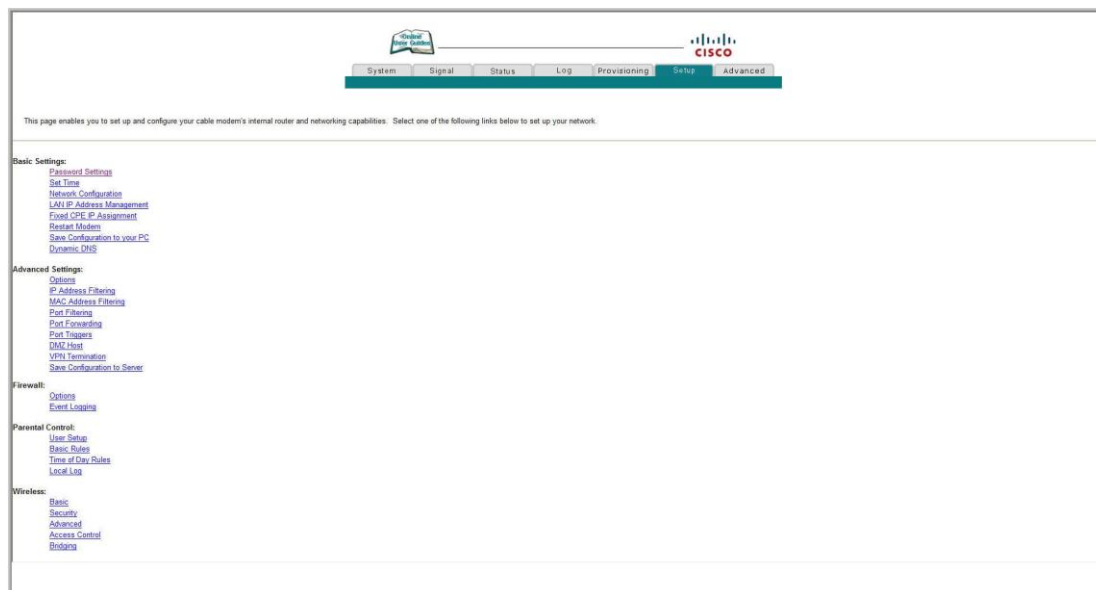 Online
User Guides
CISCO
System Signal Status Log Provisioning Setup Advanced
This page enables you to set up and configure your cable modem's internal router and networking capabilities. Select one of the following links below to set up your network.
Basic Settings:
Password Settings
Set Time
Network Configuration
LAN IP Address Management
Fixed CPE IP Assignment
Restart Modem
Save Configuration to your PC
Dynamic DNS
Advanced Settings:
Options
IP Address Filtering
MAC Address Filtering
Port Filtering
Port Forwarding
Port Triggers
DMZ Host
VPN Termination
Save Configuration to Server
Firewall:
Options
Event Logging
Parental Control:
User Setup
Basic Rules
Time of Day Rules
Local Log
Wireless:
Basic
Security
Advanced
Access Control
Bridging